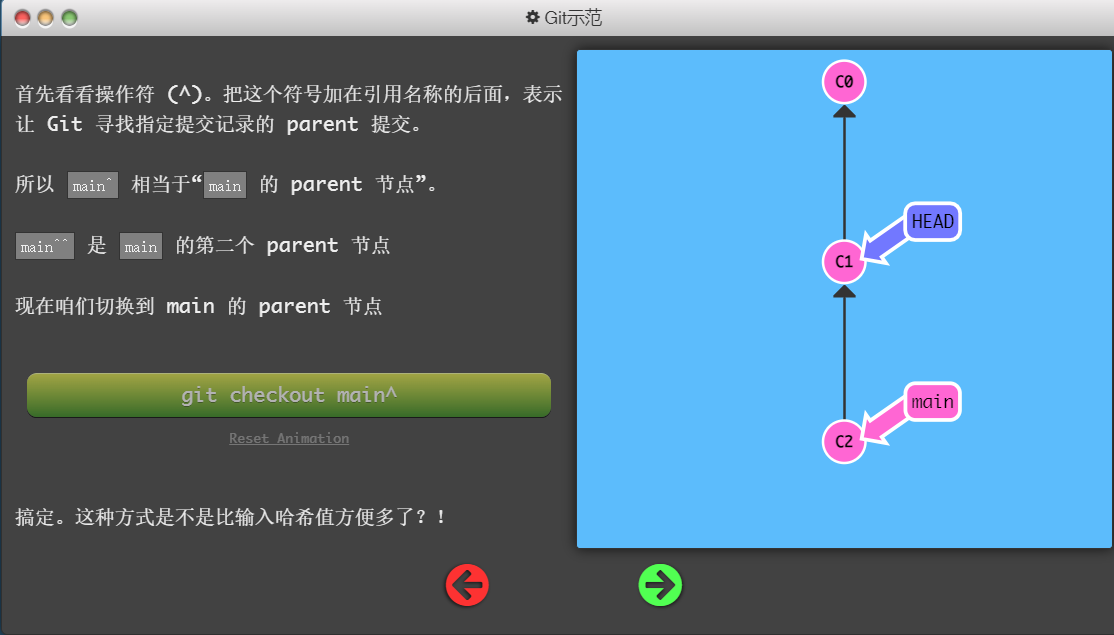 Git示范
首先看看操作符 (^)。把这个符号加在引用名称的后面，表示
让 Git 寻找指定提交记录的 parent 提交。
所以 main^ 相当于“main 的 parent 节点”。
main^^ 是 main 的第二个 parent 节点
现在咱们切换到 main 的 parent 节点
git checkout main^
Reset Animation
搞定。这种方式是不是比输入哈希值方便多了？！
C0
HEAD
C1
main
C2